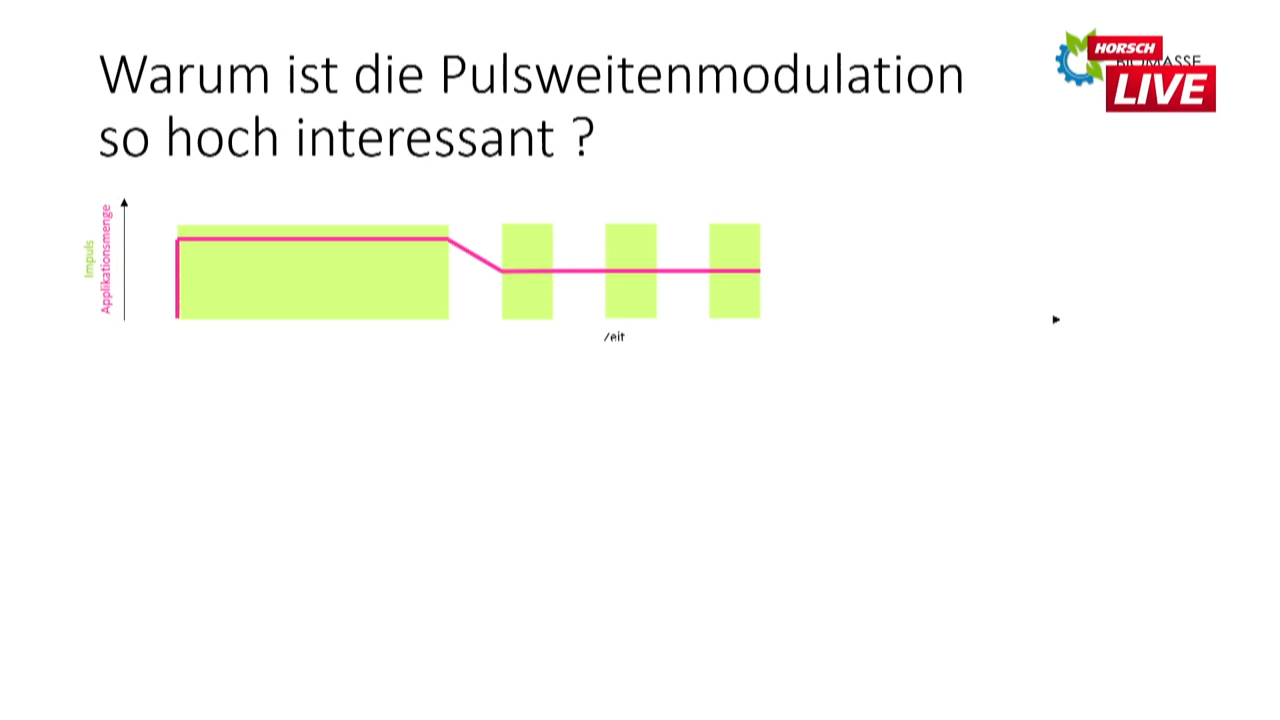 Warum ist die Pulsweitenmodulation
so hoch interessant ?
HORSCH
LIVE
Impuls
Applikationsmenge